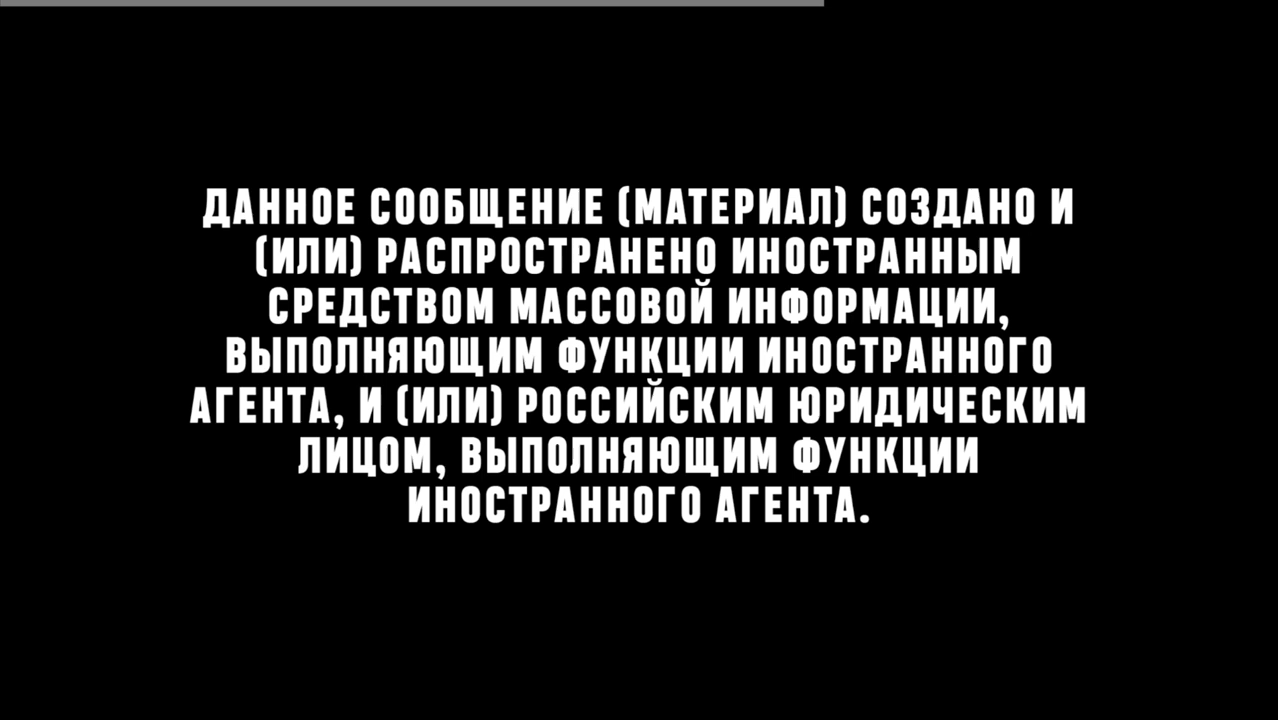 ДАННОЕ СООБЩЕНИЕ (МАТЕРИАЛ) СОЗДАНО И
(ИЛИ) РАСПРОСТРАНЕНО ИНОСТРАННЫМ
СРЕДСТВОМ МАССОВОЙ ИНФОРМАЦИИ,
ВЫПОЛНЯЮЩИМ ФУНКЦИИ ИНОСТРАННОГО
АГЕНТА, И (ИЛИ) РОССИЙСКИМ ЮРИДИЧЕСКИМ
ЛИЦОМ, ВЫПОЛНЯЮЩИМ ФУНКЦИИ
ИНОСТРАННОГО АГЕНТА.